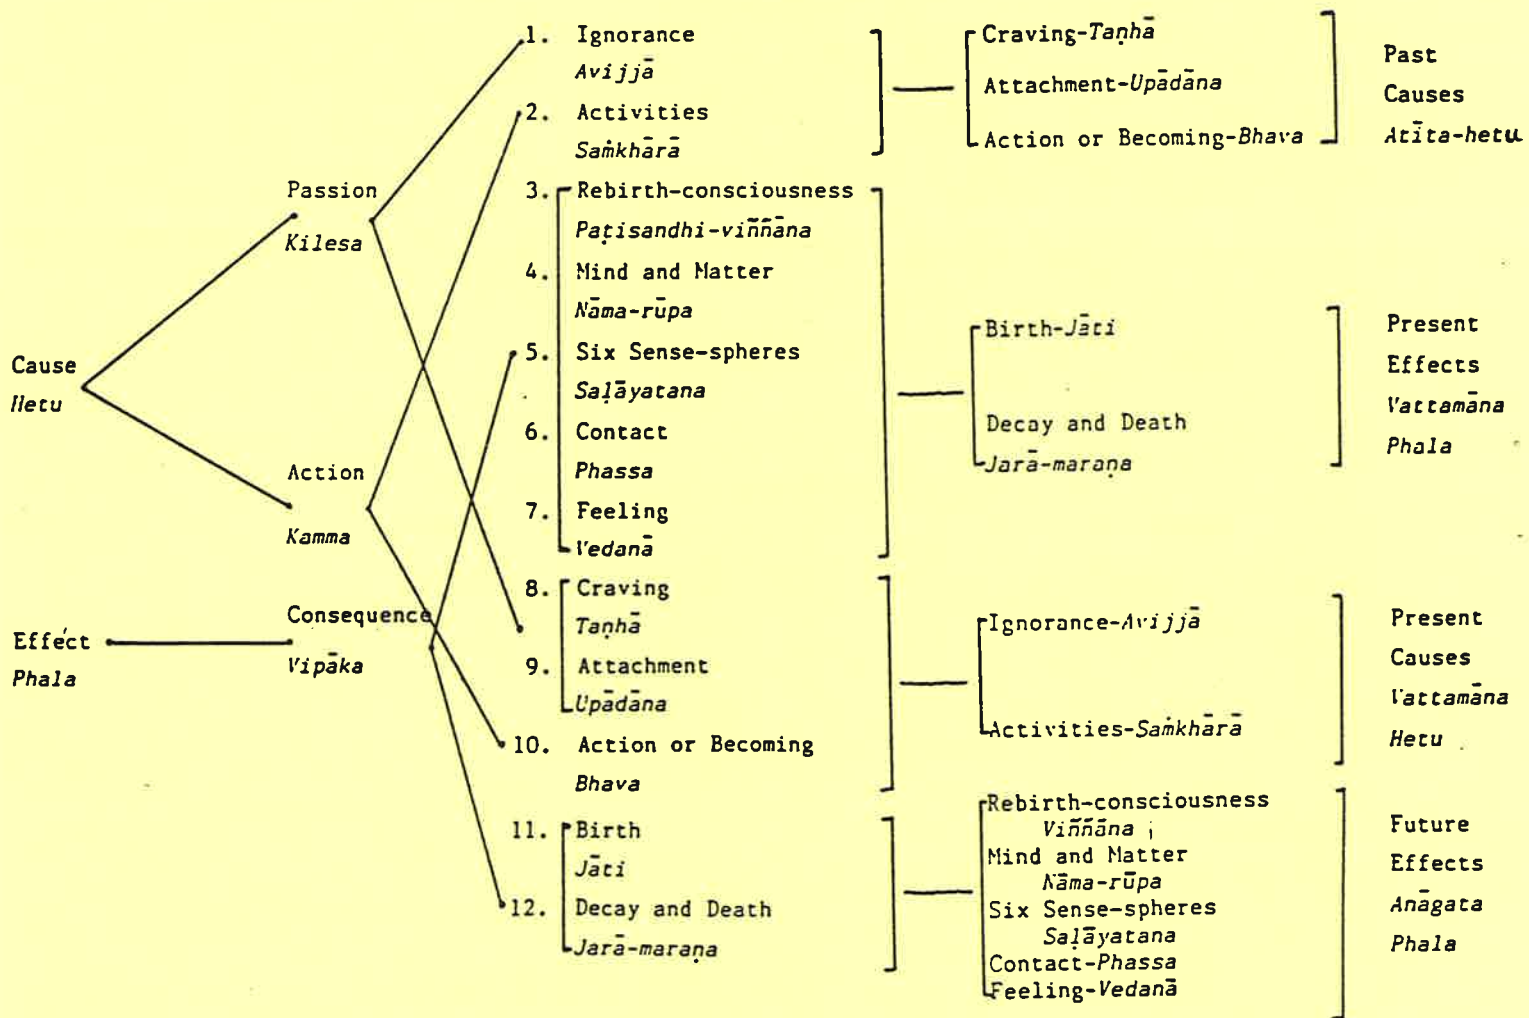 Cause
Hetu
Effect
Phala
Passion
Kilesa
Action
Kamma
Consequence
Vipāka
1. Ignorance
Avijjā
2. Activities
Saṁkhārā
3. Rebirth-consciousness
Paṭisandhi-viññāna
4. Mind and Matter
Nāma-rūpa
5. Six Sense-spheres
Saḷāyatana
6. Contact
Phassa
7. Feeling
Vedanā
8. Craving
Taṇhā
9. Attachment
Upādāna
10. Action or Becoming
Bhava
11. Birth
Jāti
12. Decay and Death
Jarā-maraṇa
Craving-Taṇhā
Attachment-Upādāna
Action or Becoming-Bhava
Birth-Jāti
Decay and Death
Jarā-maraṇa
Ignorance-Avijjā
Activities-Saṁkhārā
Rebirth-consciousness
Viññāna
Mind and Matter
Nāma-rūpa
Six Sense-spheres
Saḷāyatana
Contact-Phassa
Feeling-Vedanā
Past
Causes
Atīta-hetu
Present
Effects
Vattamāna
Phala
Present
Causes
Vattamāna
Hetu
Future
Effects
Anāgata
Phala